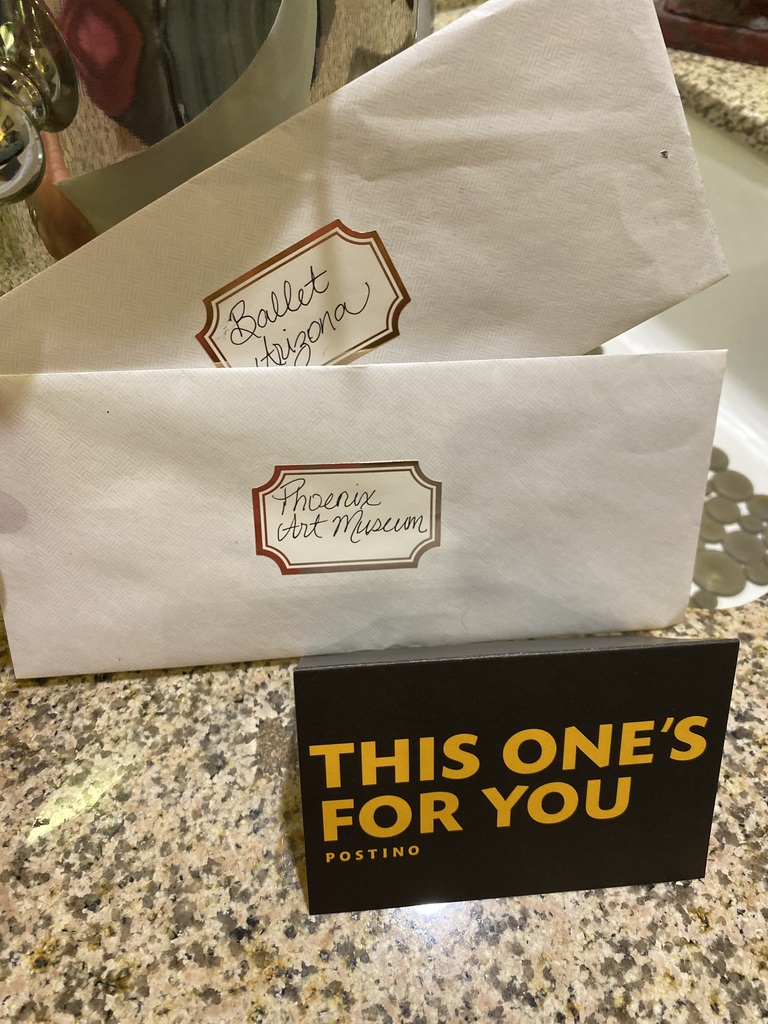 Ballet
Arizona
Phoenix
Art Museum
THIS ONE'S
FOR YOU
POSTINO